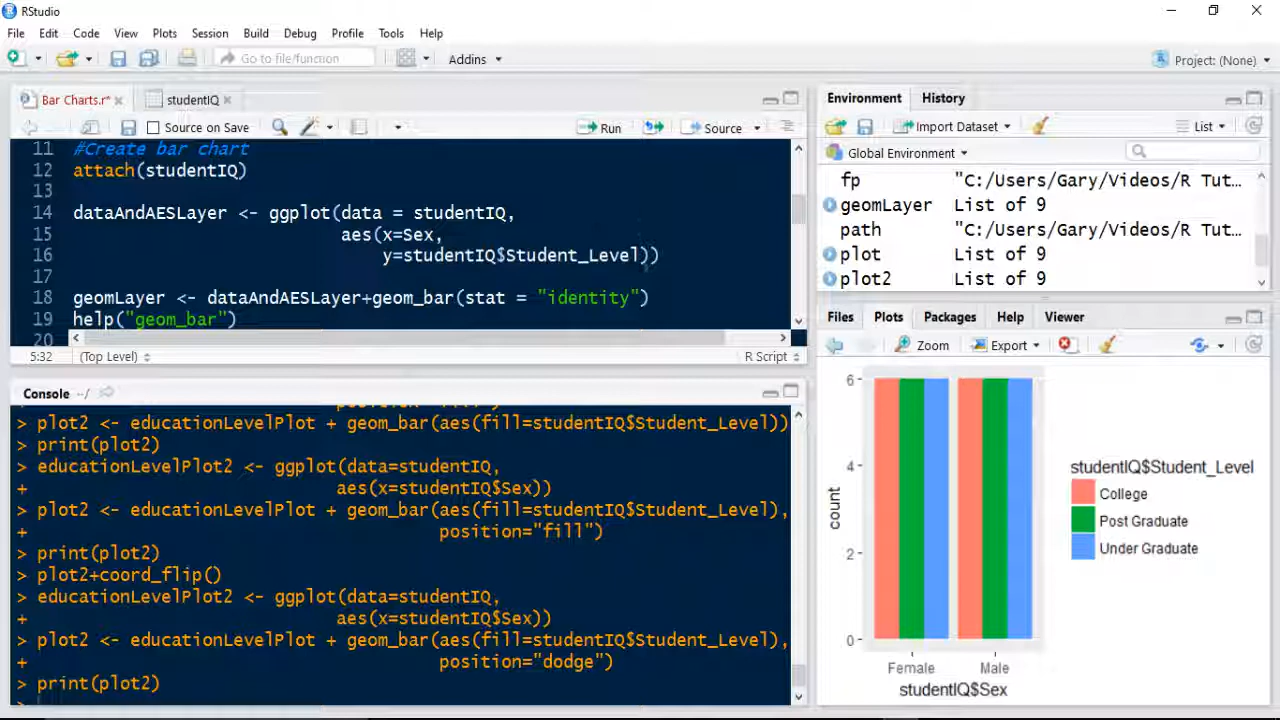 RStudio
File Edit Code View Plots Session Build Debug Profile Tools Help
Go to file/function Addins Project: (None)
Bar Charts.r* studentIQ
Source on Save Run Source
11 #Create bar chart
12 attach(studentIQ)
13
14 dataAndAESLayer <- ggplot(data = studentIQ,
15 aes(x=Sex,
16 y=studentIQ$Student_Level))
17
18 geomLayer <- dataAndAESLayer+geom_bar(stat = "identity")
19 help("geom_bar")
20
5:32 (Top Level) R Script
Console ~/
> plot2 <- educationLevelPlot + geom_bar(aes(fill=studentIQ$Student_Level))
> print(plot2)
> educationLevelPlot2 <- ggplot(data=studentIQ,
+ aes(x=studentIQ$Sex))
> plot2 <- educationLevelPlot + geom_bar(aes(fill=studentIQ$Student_Level),
+ position="fill")
> print(plot2)
> plot2+coord_flip()
> educationLevelPlot2 <- ggplot(data=studentIQ,
+ aes(x=studentIQ$Sex))
> plot2 <- educationLevelPlot + geom_bar(aes(fill=studentIQ$Student_Level),
+ position="dodge")
> print(plot2)
>
Environment History
Import Dataset List
Global Environment
fp "C:/Users/Gary/Videos/R Tut…
geomLayer List of 9
path "C:/Users/Gary/Videos/R Tut…
plot List of 9
plot2 List of 9
Files Plots Packages Help Viewer
Zoom Export
6
4
2
0
count
Female Male
studentIQ$Sex
studentIQ$Student_Level
College
Post Graduate
Under Graduate